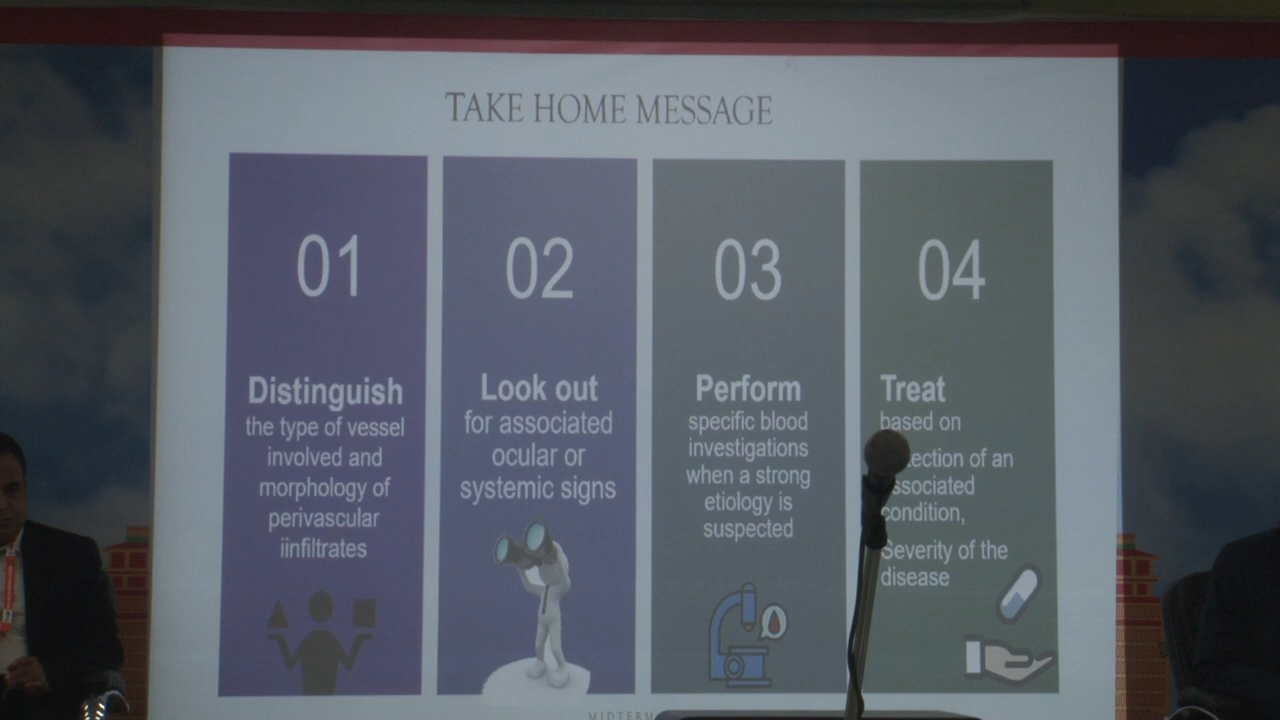 TAKE HOME MESSAGE
01
Distinguish
the type of vessel
involved and
morphology of
perivascular
iinfiltrates
02
Look out
for associated
ocular or
systemic signs
03
Perform
specific blood
investigations
when a strong
etiology is
suspected
04
Treat
based on
of an
associated
condition,
Severity of the
disease
MIDTERM